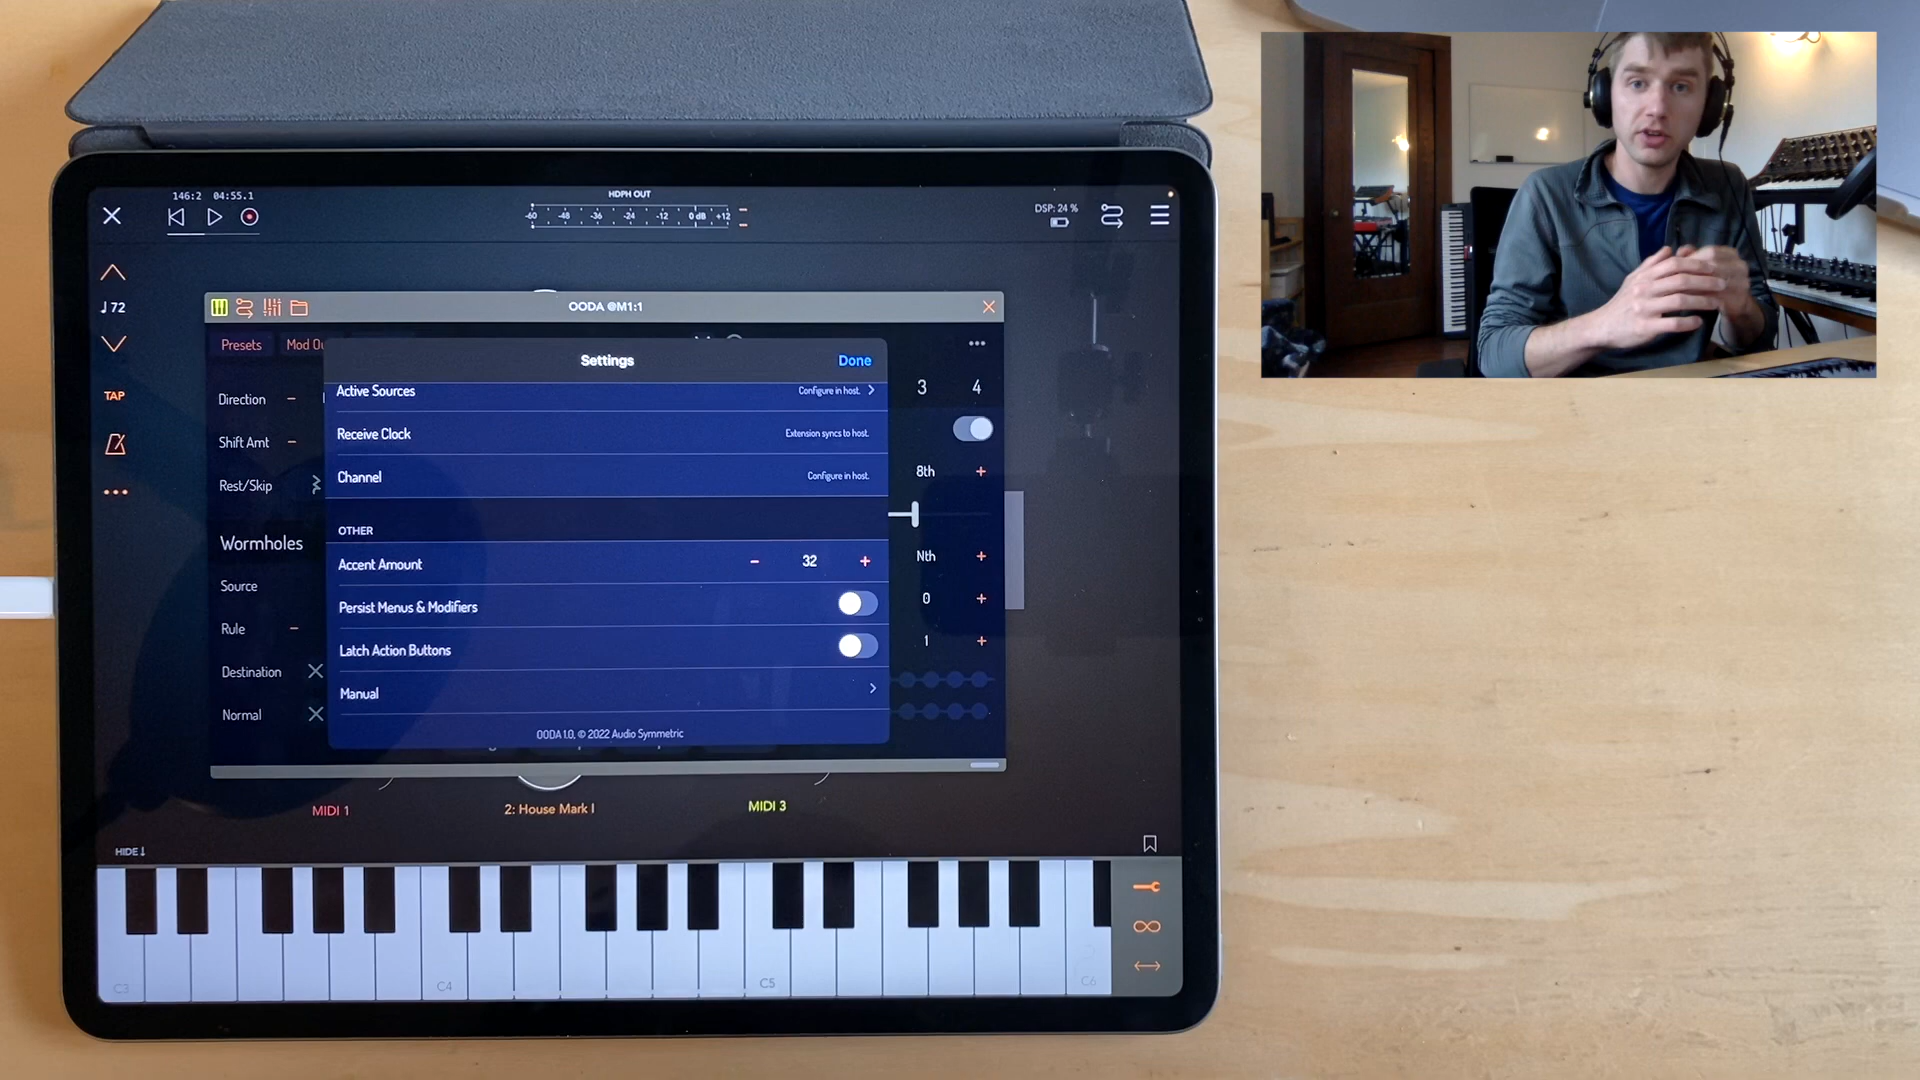 146:2 04:55.1
HDPH OUT
-60 -48 -36 -24 -12 0 dB +12
DSP: 24 %
72
OODA @M1:1
Presets
Settings
Done
TAP
Direction
Active Sources
Configure in host.
3 4
Shift Amt
Receive Clock
Extension syncs to host.
Rest/Skip
Channel
Configure in host.
8th
OTHER
Wormholes
Accent Amount
32
Nth
Source
Persist Menus & Modifiers
0
Rule
Latch Action Buttons
1
Destination
Manual
Normal
OODA 1.0, © 2022 Audio Symmetric
MIDI 1
2: House Mark I
MIDI 3
HIDE
C3
C4
C5
C6